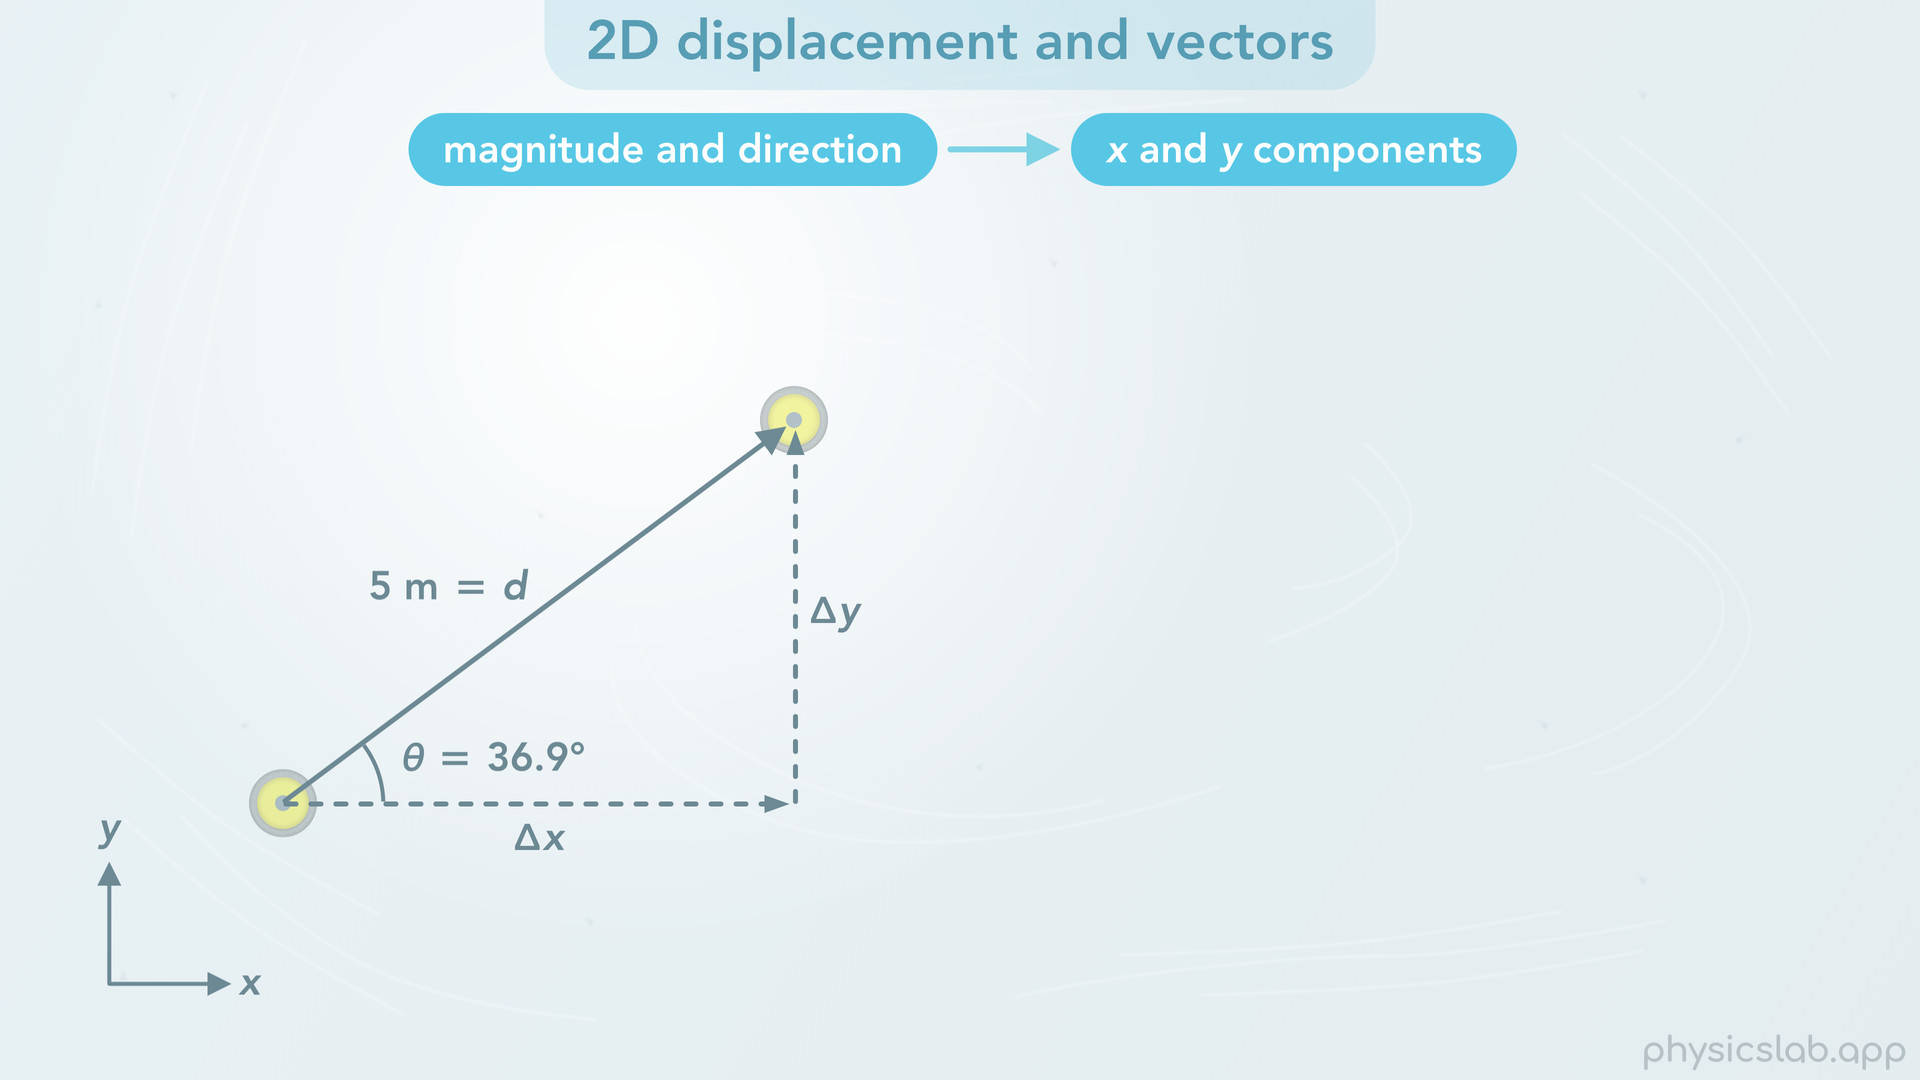 2D displacement and vectors
magnitude and direction
x and y components
5 m = d
Δy
θ = 36.9°
Δx
y
x
physicslab.app